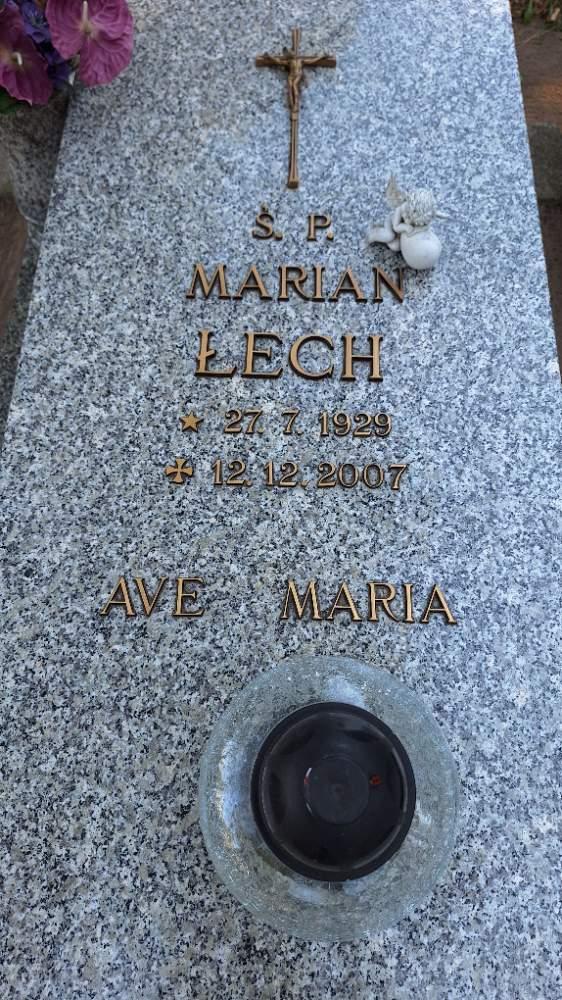 Ś. P.
MARIAN
ŁECH
27. 7. 1929
12. 12. 2007
AVE MARIA